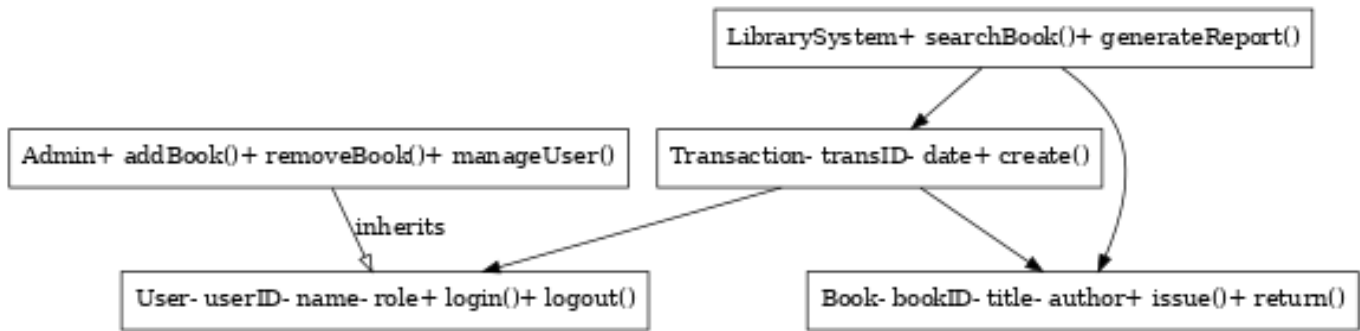 LibrarySystem+ searchBook()+ generateReport()
Admin+ addBook()+ removeBook()+ manageUser()
Transaction- transID- date+ create()
inherits
User- userID- name- role+ login()+ logout()
Book- bookID- title- author+ issue()+ return()